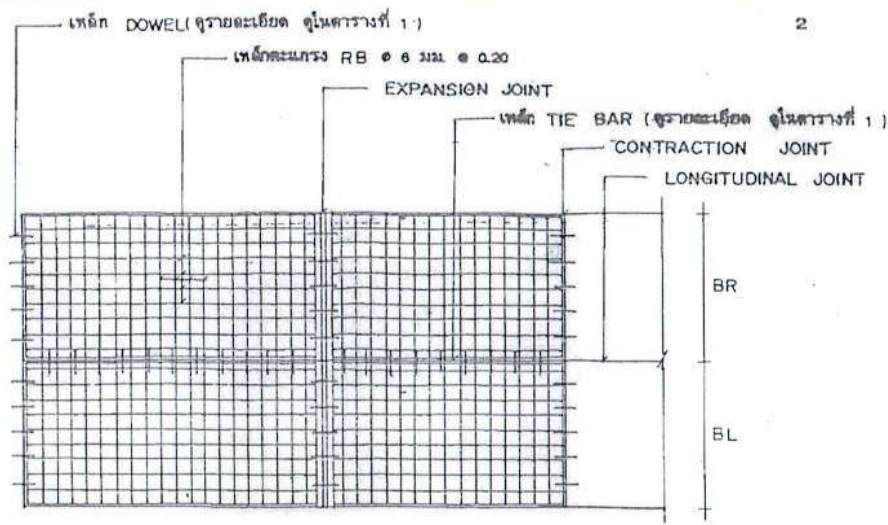 เหล็ก DOWEL(ดูรายละเอียด ดูในตารางที่ 1 )
2
เหล็กตะแกรง RB ø 6 มม. @ 0.20
EXPANSION JOINT
เหล็ก TIE BAR (ดูรายละเอียด ดูในตารางที่ 1 )
CONTRACTION JOINT
LONGITUDINAL JOINT
BR
BL